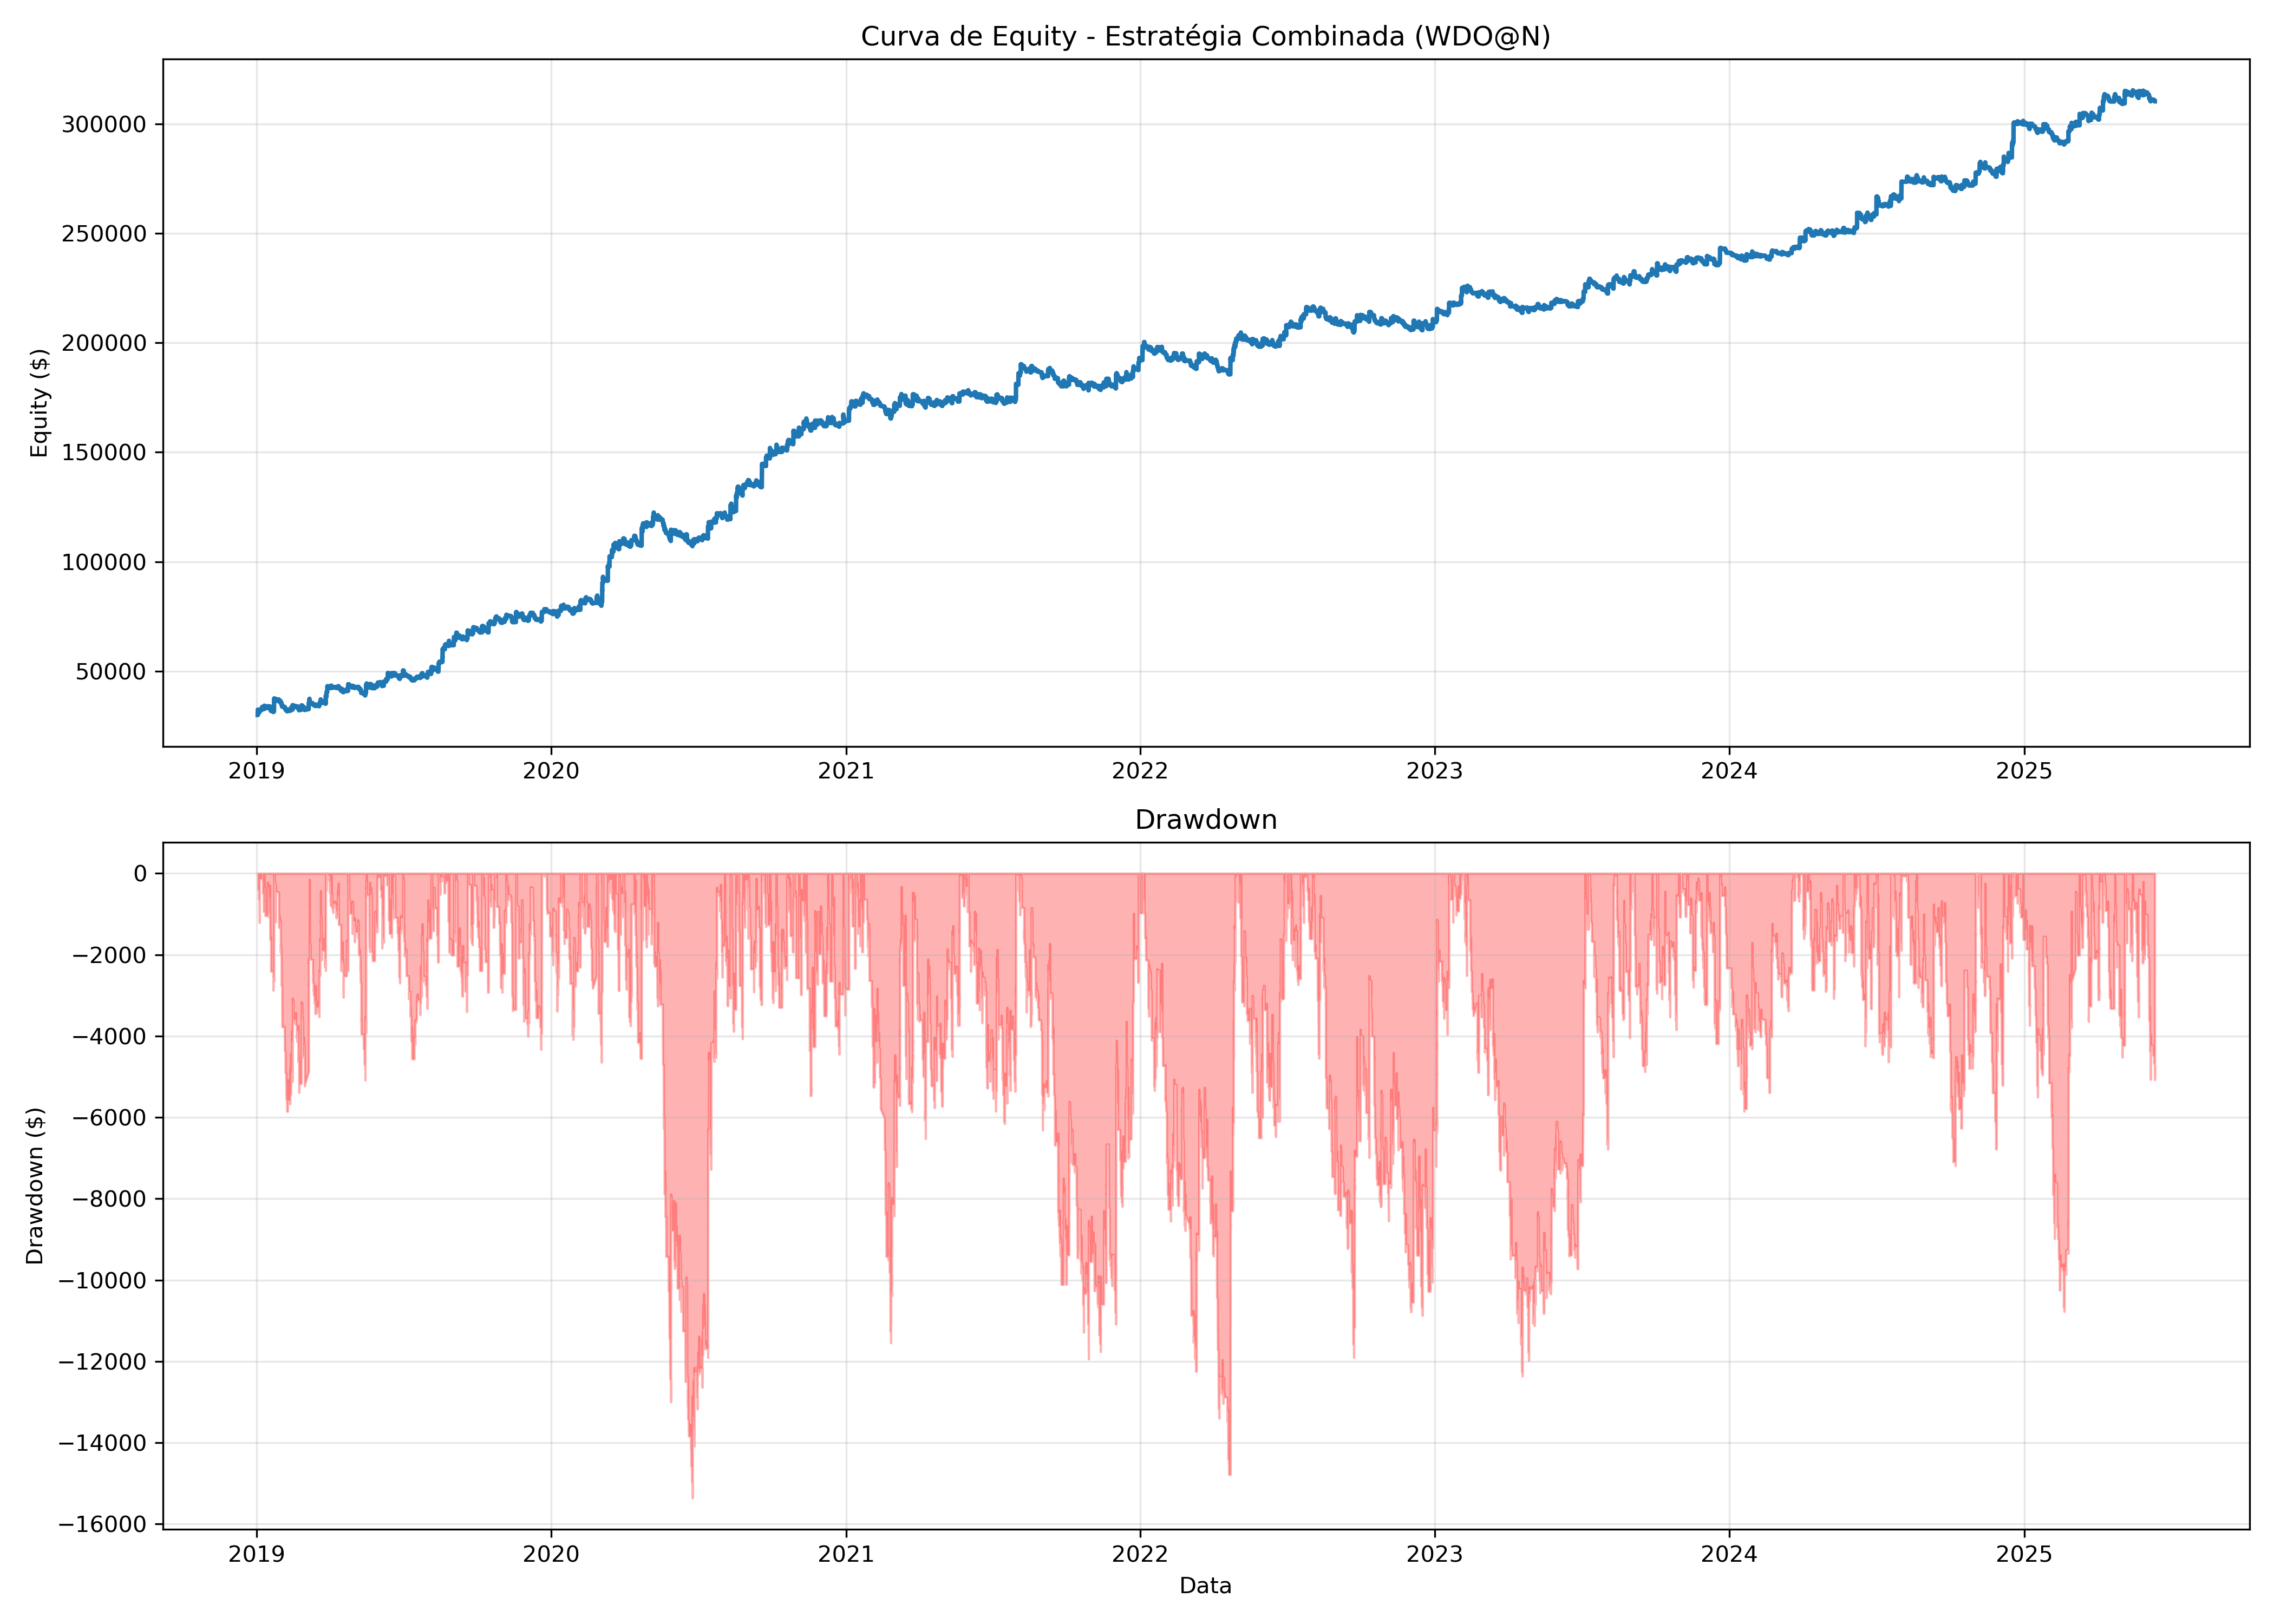 Curva de Equity - Estratégia Combinada (WDO@N)
Equity ($)
300000
250000
200000
150000
100000
50000
2019 2020 2021 2022 2023 2024 2025
Drawdown
Drawdown ($)
0
−2000
−4000
−6000
−8000
−10000
−12000
−14000
−16000
2019 2020 2021 2022 2023 2024 2025
Data